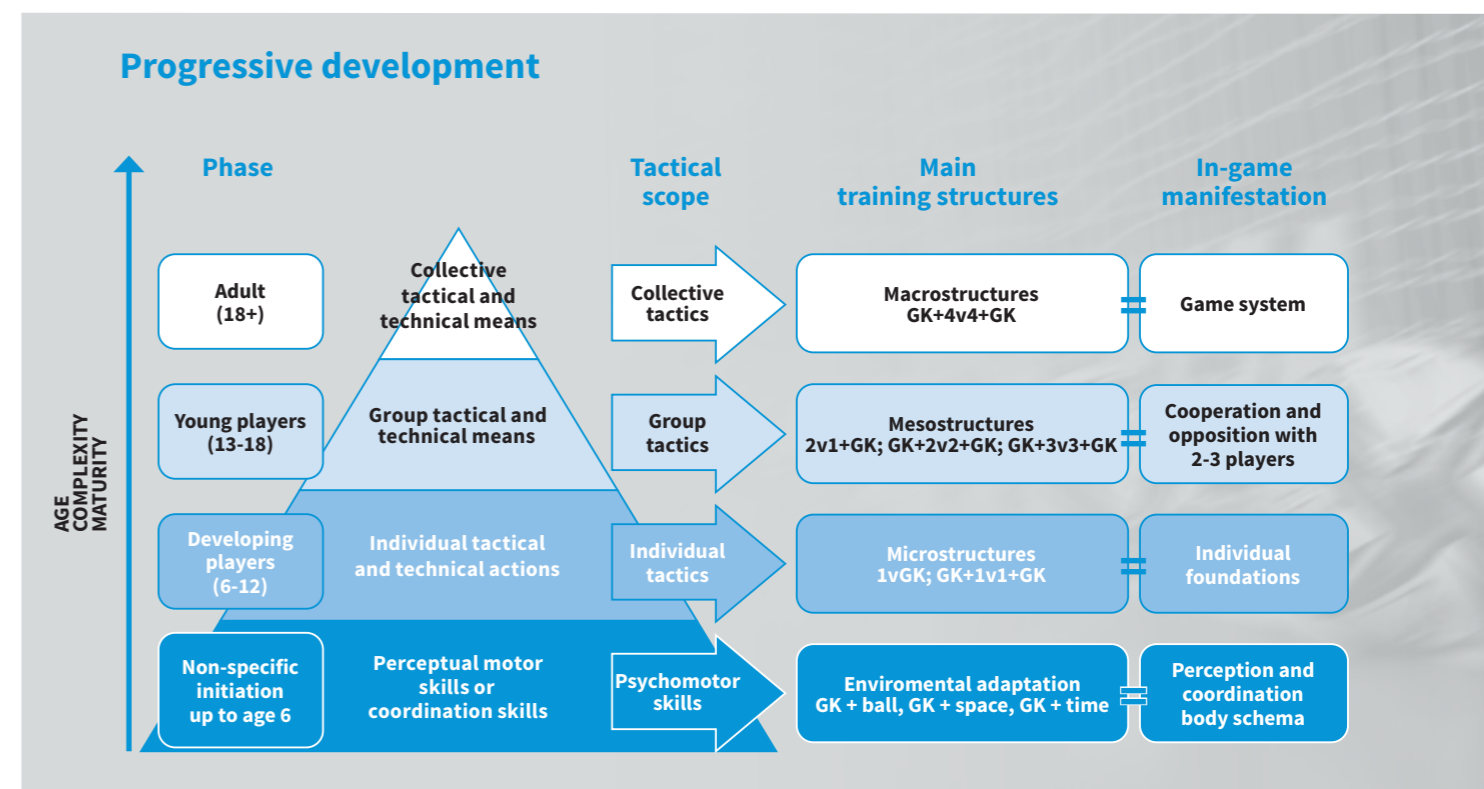 Progressive development
Phase
Tactical
scope
Main
training structures
In-game
manifestation
AGE
COMPLEXITY
MATURITY
Adult
(18+)
Collective
tactical and
technical means
Collective
tactics
Macrostructures
GK+4v4+GK
Game system
Young players
(13-18)
Group tactical and
technical means
Group
tactics
Mesostructures
2v1+GK; GK+2v2+GK; GK+3v3+GK
Cooperation and
opposition with
2-3 players
Developing
players
(6-12)
Individual tactical
and technical actions
Individual
tactics
Microstructures
1vGK; GK+1v1+GK
Individual
foundations
Non-specific
initiation
up to age 6
Perceptual motor
skills or
coordination skills
Psychomotor
skills
Enviromental adaptation
GK + ball, GK + space, GK + time
Perception and
coordination
body schema